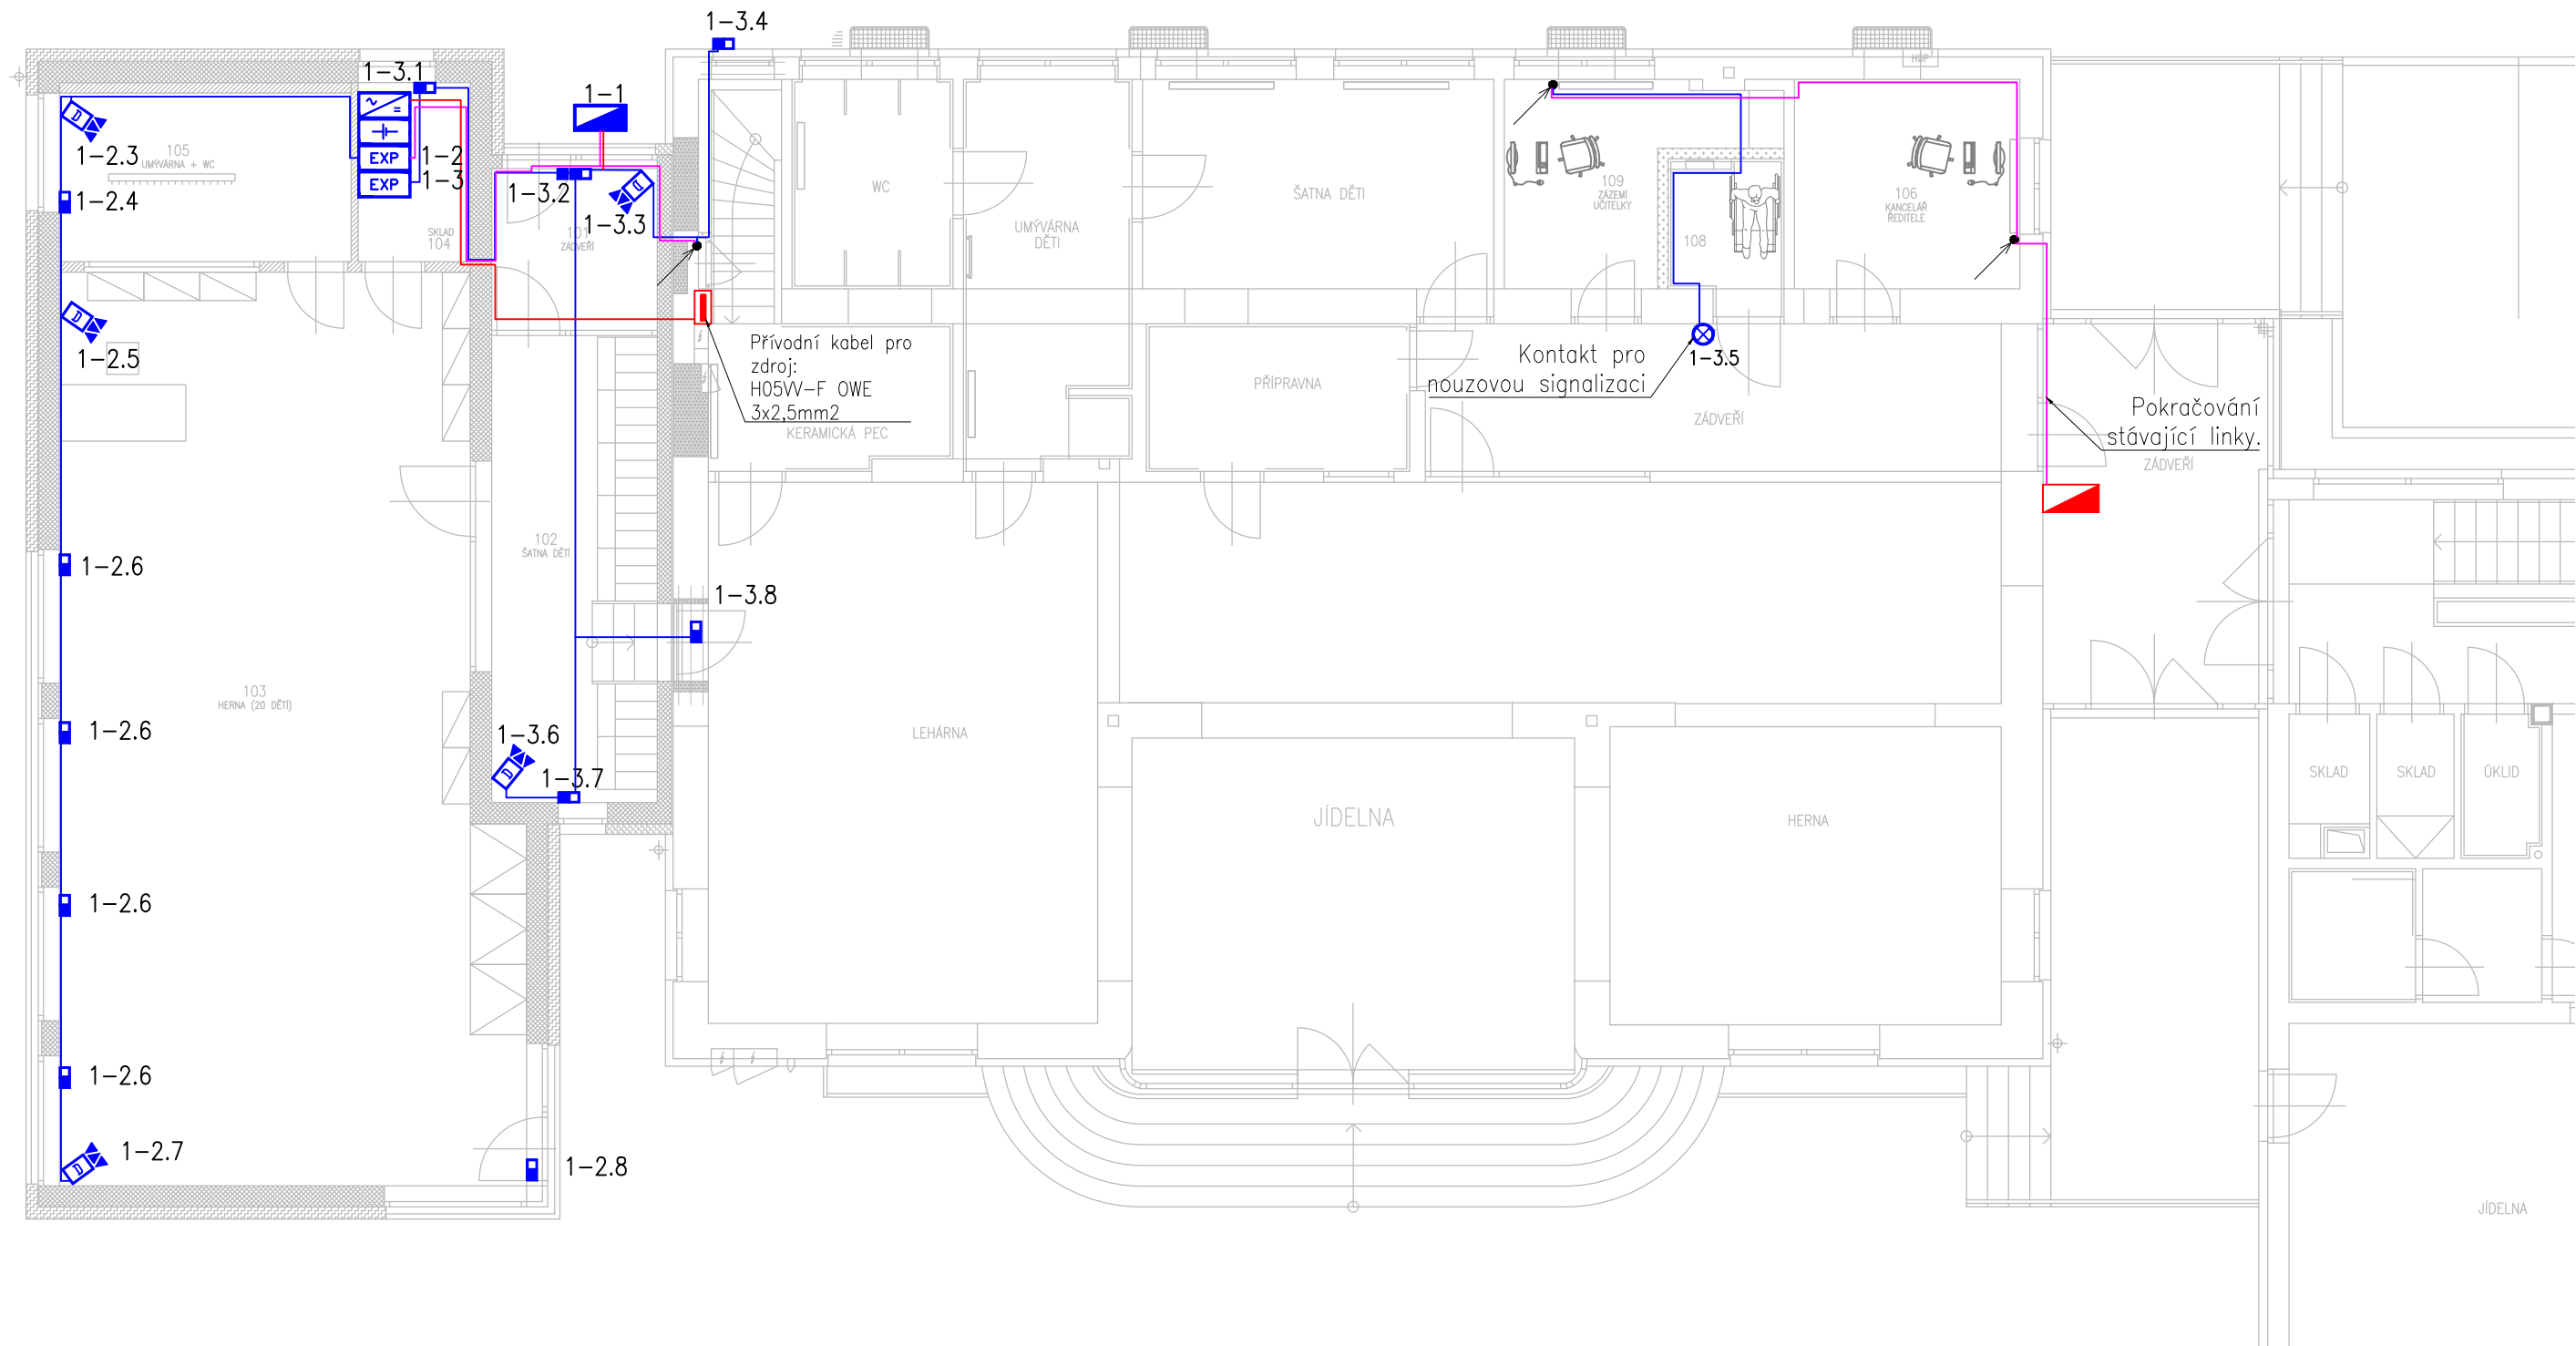 1-3.4
HUP
1-3.1
1-1
~
=
D
EXP
1-2
EXP
1-3
1-2.3
105
UMÝVÁRNA + WC
1-2.4
SKLAD
104
1-3.2
D
1-3.3
101
ZÁDVEŘÍ
WC
UMÝVÁRNA
DĚTI
ŠATNA DĚTI
109
ZÁZEMÍ
UČITELKY
108
106
KANCELÁŘ
ŘEDITELE
D
1-2.5
Přívodní kabel pro
zdroj:
H05VV-F OWE
3x2,5mm2
KERAMICKÁ PEC
PŘÍPRAVNA
Kontakt pro
nouzovou signalizaci
1-3.5
ZÁDVEŘÍ
Pokračování
stávající linky.
ZÁDVEŘÍ
102
ŠATNA DĚTÍ
1-2.6
1-3.8
103
HERNA (20 DĚTÍ)
1-2.6
1-3.6
D
1-3.7
LEHÁRNA
JÍDELNA
HERNA
SKLAD
SKLAD
ÚKLID
1-2.6
1-2.6
D
1-2.7
1-2.8
JÍDELNA